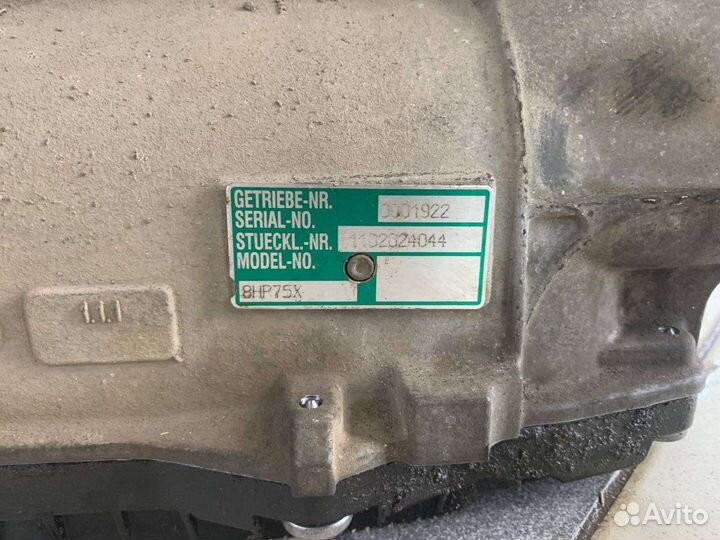 GETRIEBE-NR.
SERIAL-NO. 0001922
STUECKL.-NR. 1102024044
MODEL-NO.
8HP75X
1.1.1
Avito